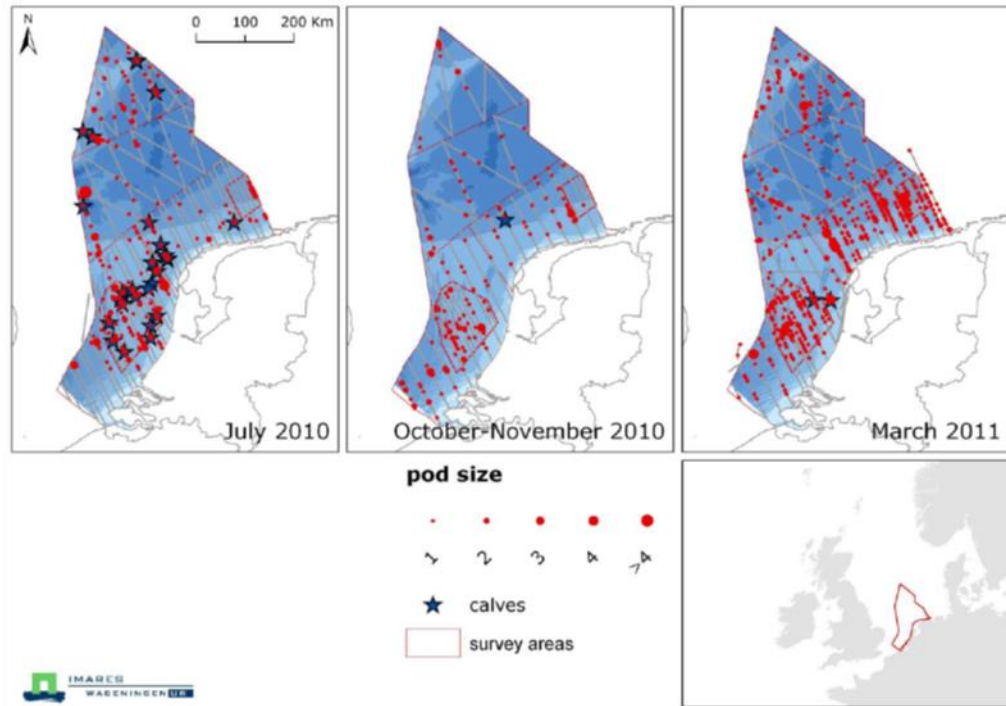 N
0 100 200 Km
July 2010
October-November 2010
March 2011
pod size
1 2 3 4 >4
calves
survey areas
IMARES
WAGENINGEN UR